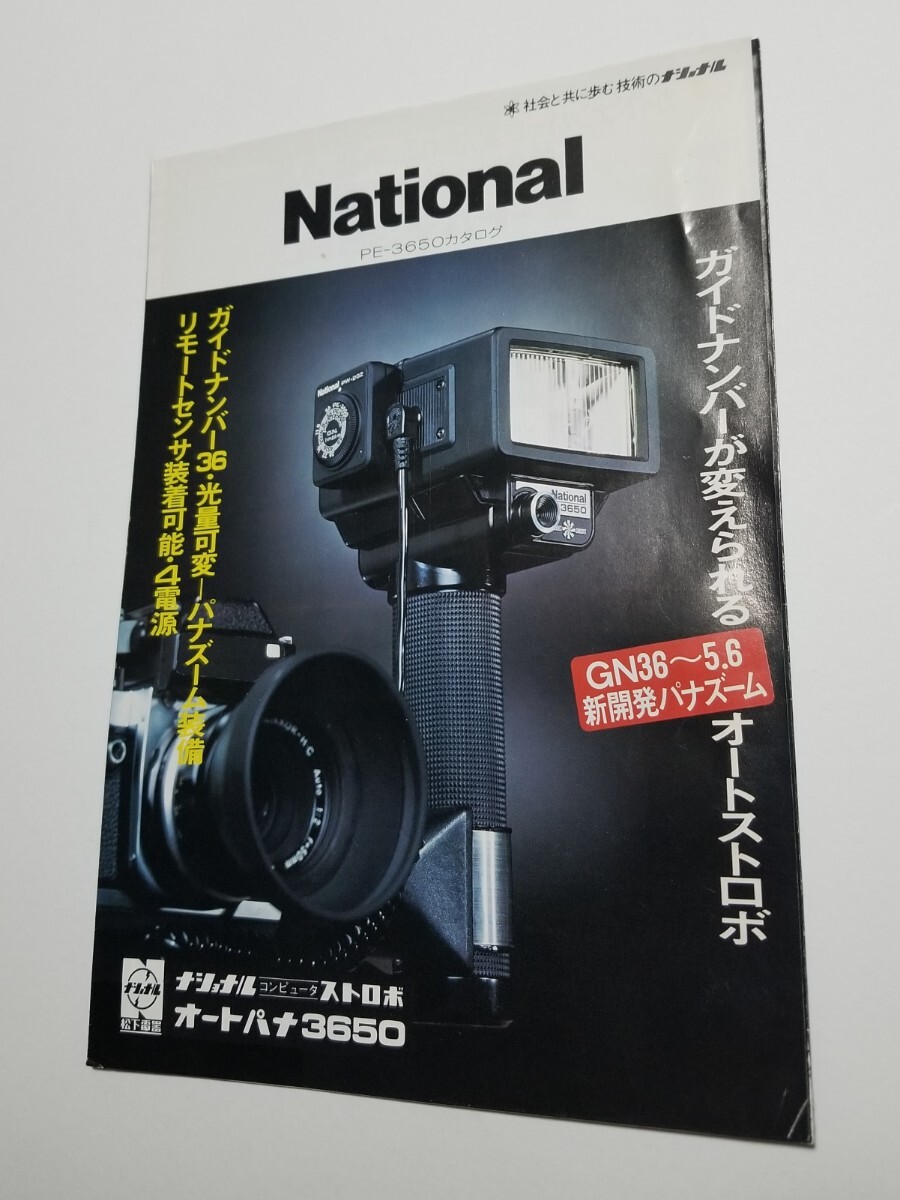 社会と共に歩む 技術のナショナル
National
PE-3650カタログ
ガイドナンバーが変えられるオートストロボ
GN36〜5.6
新開発パナズーム
ガイドナンバー36・光量可変—パナズーム装備
リモートセンサ装着可能・4電源
National PW-232
National
3650
Auto 1:2 f=50mm
ナショナル
松下電器
ナショナル コンピュータ ストロボ
オートパナ3650